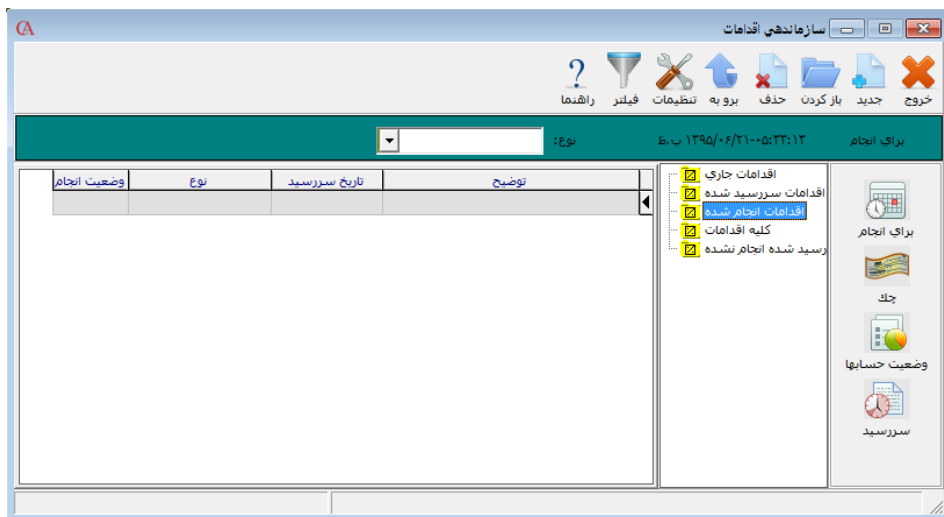 سازماندهي اقدامات
خروج
جديد
باز كردن
حذف
برو به
تنظيمات
فيلتر
راهنما
براي انجام
۱۳۹۵/۰۶/۲۱-۰۵:۳۳:۱۳ ب.ظ
نوع:
براي انجام
چك
وضعيت حسابها
سررسيد
اقدامات جاري
اقدامات سررسيد شده
اقدامات انجام شده
كليه اقدامات
رسيد شده انجام نشده
توضيح
تاريخ سررسيد
نوع
وضعيت انجام